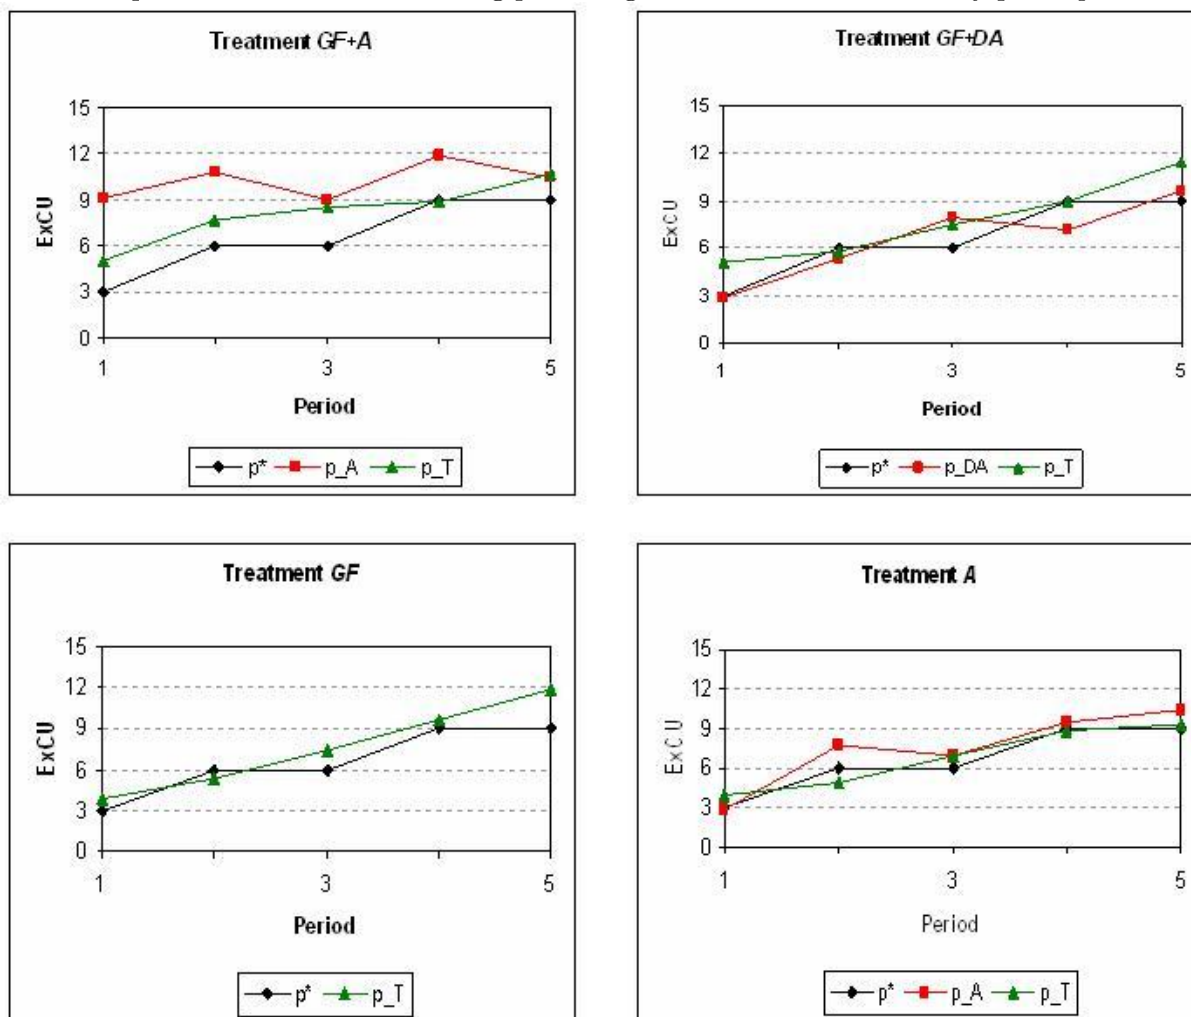 Treatment GF+A
ExCU
15
12
9
6
3
0
1 3 5
Period
p* p_A p_T
Treatment GF+DA
ExCU
15
12
9
6
3
0
1 3 5
Period
p* p_DA p_T
Treatment GF
ExCU
15
12
9
6
3
0
1 3 5
Period
p* p_T
Treatment A
ExCU
15
12
9
6
3
0
1 3 5
Period
p* p_A p_T